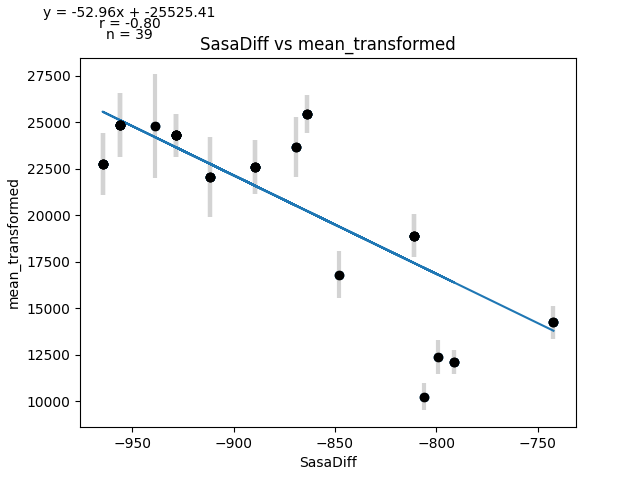 y = -52.96x + -25525.41
r = -0.80
n = 39
SasaDiff vs mean_transformed
27500
25000
22500
20000
17500
15000
12500
10000
mean_transformed
−950
−900
−850
−800
−750
SasaDiff